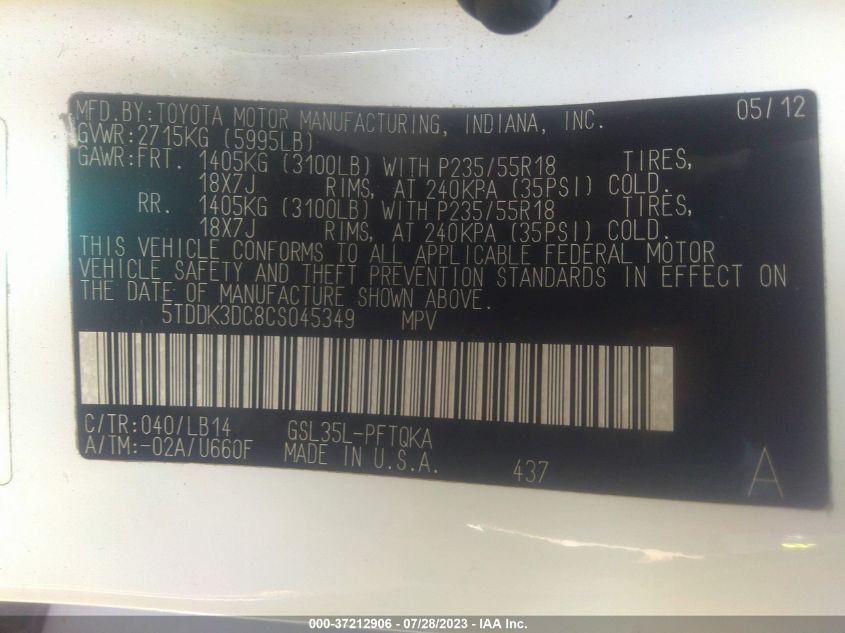 MFD.BY:TOYOTA MOTOR MANUFACTURING, INDIANA, INC. 05/12
GVWR:2715KG (5995LB)
GAWR:FRT. 1405KG (3100LB) WITH P235/55R18 TIRES,
18X7J RIMS, AT 240KPA (35PSI) COLD.
RR. 1405KG (3100LB) WITH P235/55R18 TIRES,
18X7J RIMS, AT 240KPA (35PSI) COLD.
THIS VEHICLE CONFORMS TO ALL APPLICABLE FEDERAL MOTOR
VEHICLE SAFETY AND THEFT PREVENTION STANDARDS IN EFFECT ON
THE DATE OF MANUFACTURE SHOWN ABOVE.
5TDDK3DC8CS045349 MPV
C/TR:040/LB14 GSL35L-PFTQKA
A/TM:-02A/U660F MADE IN U.S.A. 437 A
000-37212906 - 07/28/2023 - IAA Inc.